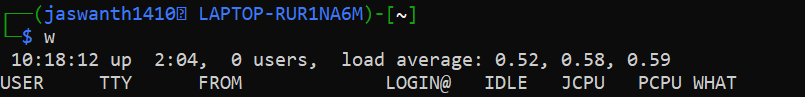 ┌──(jaswanth1410㉿ LAPTOP-RUR1NA6M)-[~]
└─$ w
 10:18:12 up  2:04,  0 users,  load average: 0.52, 0.58, 0.59
USER     TTY      FROM             LOGIN@   IDLE   JCPU   PCPU WHAT